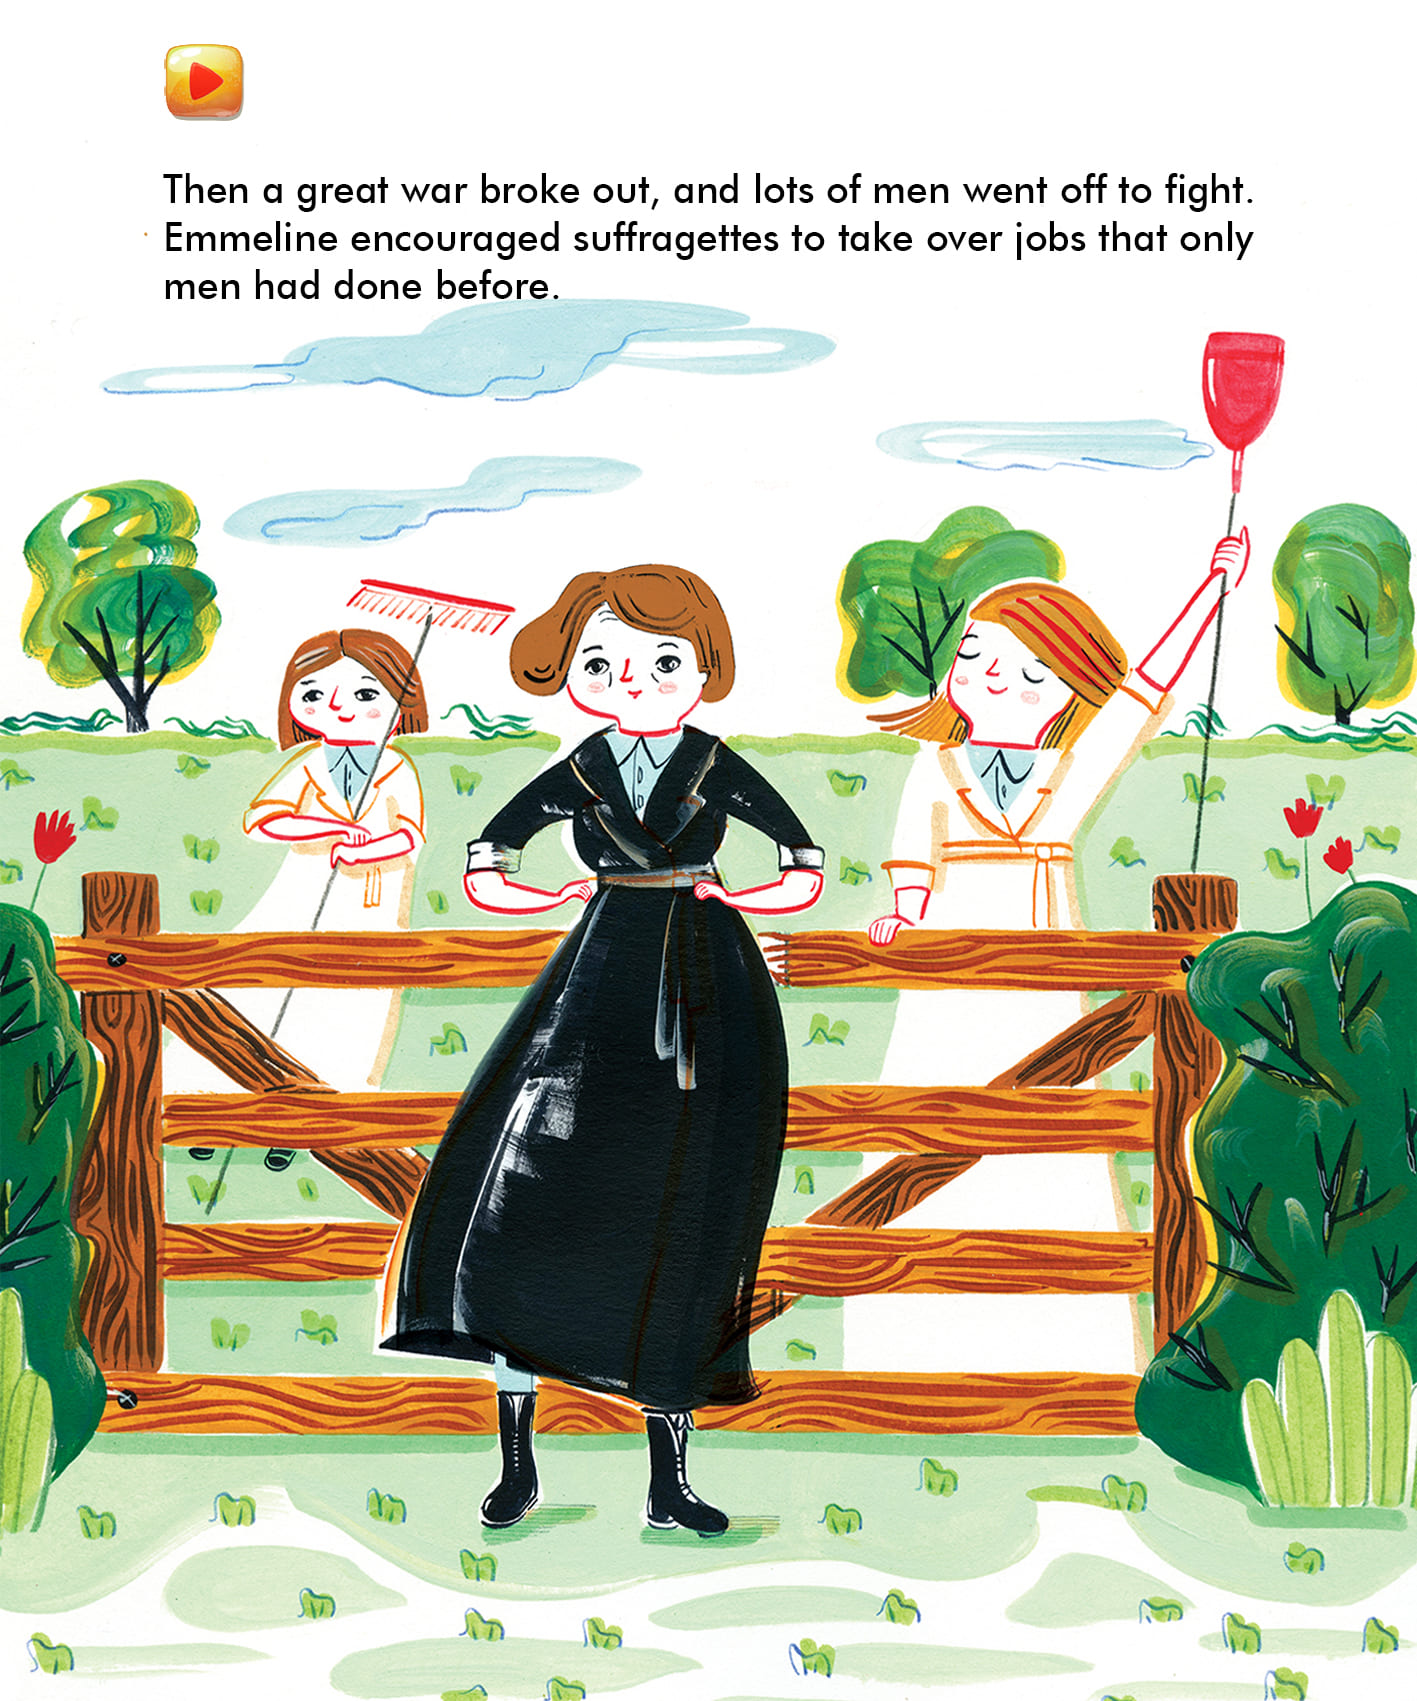 Then a great war broke out, and lots of men went off to fight.
Emmeline encouraged suffragettes to take over jobs that only
men had done before.